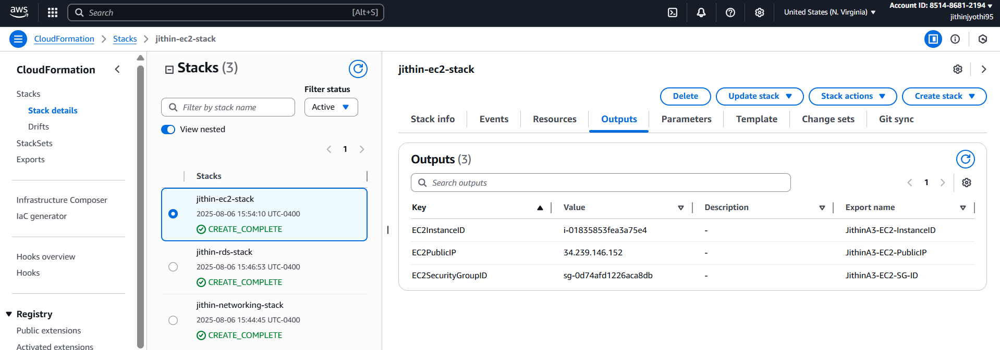 aws
Search [Alt+S]
United States (N. Virginia)
Account ID: 8514-8681-2194
jithinjyothi95
CloudFormation
Stacks
jithin-ec2-stack
CloudFormation
Stacks
Stack details
Drifts
StackSets
Exports
Infrastructure Composer
IaC generator
Hooks overview
Hooks
Registry
Public extensions
Activated extensions
Stacks (3)
Filter status
Filter by stack name
Active
View nested
1
Stacks
jithin-ec2-stack
2025-08-06 15:54:10 UTC-0400
CREATE_COMPLETE
jithin-rds-stack
2025-08-06 15:46:53 UTC-0400
CREATE_COMPLETE
jithin-networking-stack
2025-08-06 15:44:45 UTC-0400
CREATE_COMPLETE
jithin-ec2-stack
Delete Update stack Stack actions Create stack
Stack info Events Resources Outputs Parameters Template Change sets Git sync
Outputs (3)
Search outputs
1
Key Value Description Export name
EC2InstanceID i-01835853fea3a75e4 - JithinA3-EC2-InstanceID
EC2PublicIP 34.239.146.152 - JithinA3-EC2-PublicIP
EC2SecurityGroupID sg-0d74afd1226aca8db - JithinA3-EC2-SG-ID